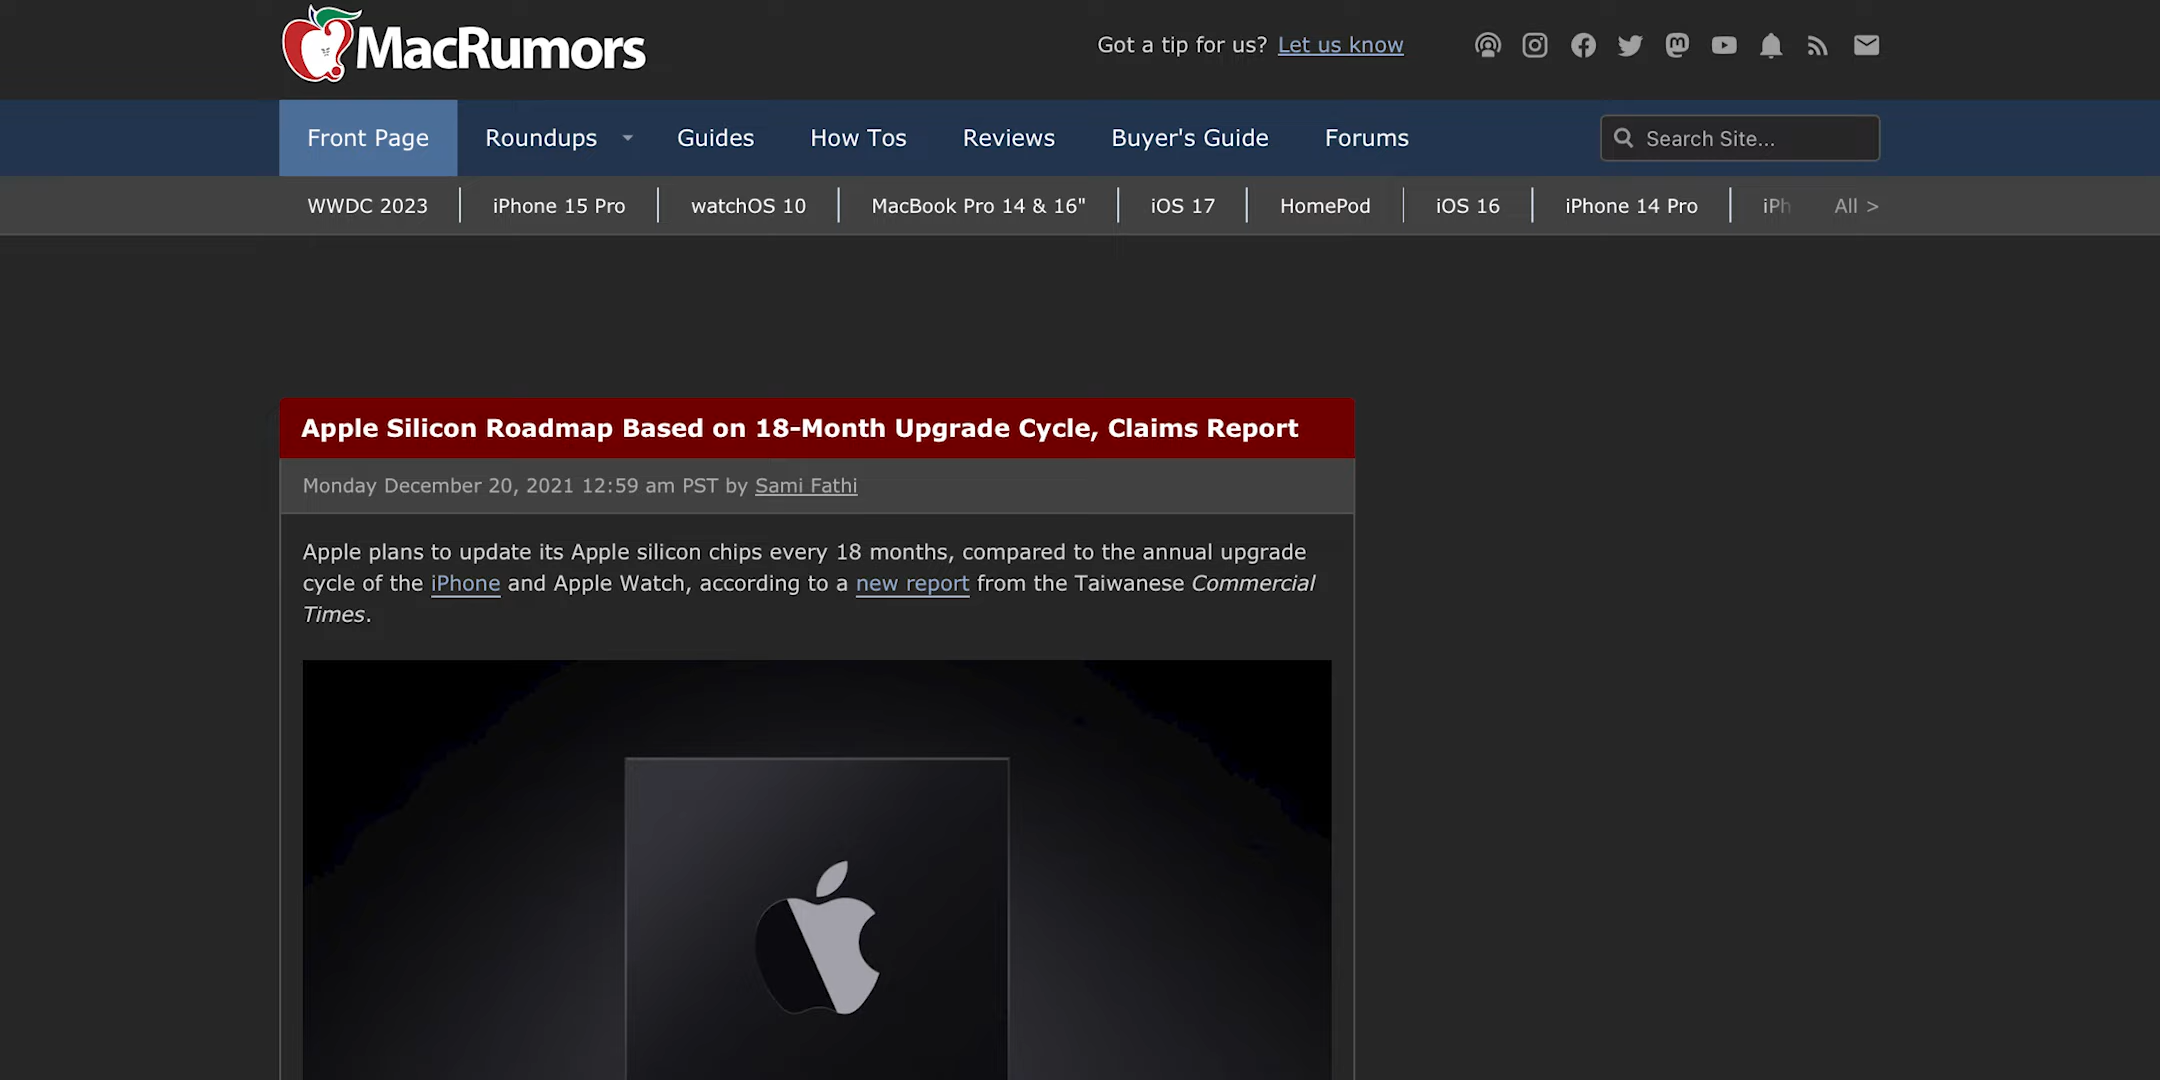 MacRumors
Got a tip for us? Let us know
Front Page Roundups Guides How Tos Reviews Buyer's Guide Forums Search Site...
WWDC 2023 iPhone 15 Pro watchOS 10 MacBook Pro 14 & 16" iOS 17 HomePod iOS 16 iPhone 14 Pro iPh All >
Apple Silicon Roadmap Based on 18-Month Upgrade Cycle, Claims Report
Monday December 20, 2021 12:59 am PST by Sami Fathi
Apple plans to update its Apple silicon chips every 18 months, compared to the annual upgrade
cycle of the iPhone and Apple Watch, according to a new report from the Taiwanese Commercial
Times.